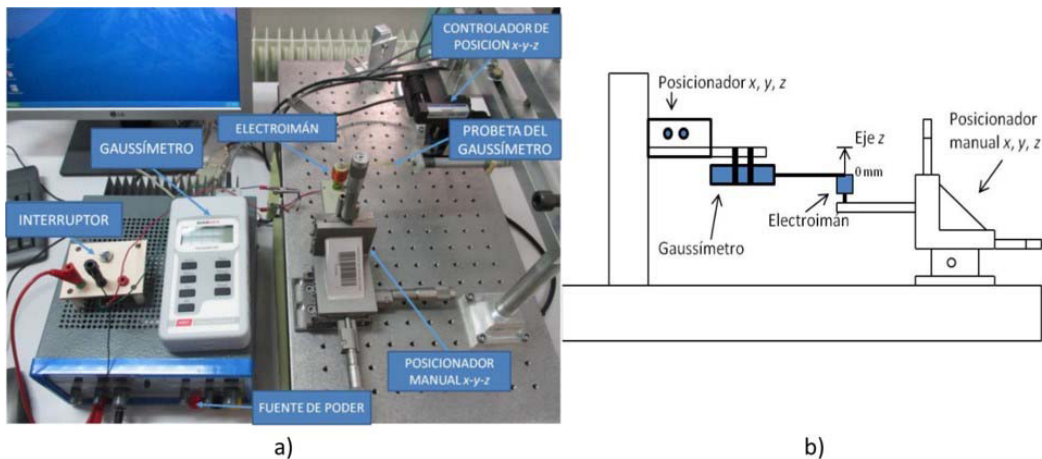 CONTROLADOR DE
POSICION x-y-z
ELECTROIMÁN
PROBETA DEL
GAUSSÍMETRO
GAUSSÍMETRO
INTERRUPTOR
POSICIONADOR
MANUAL x-y-z
FUENTE DE PODER
a)
Posicionador x, y, z
Eje z
0 mm
Electroimán
Gaussímetro
Posicionador
manual x, y, z
b)